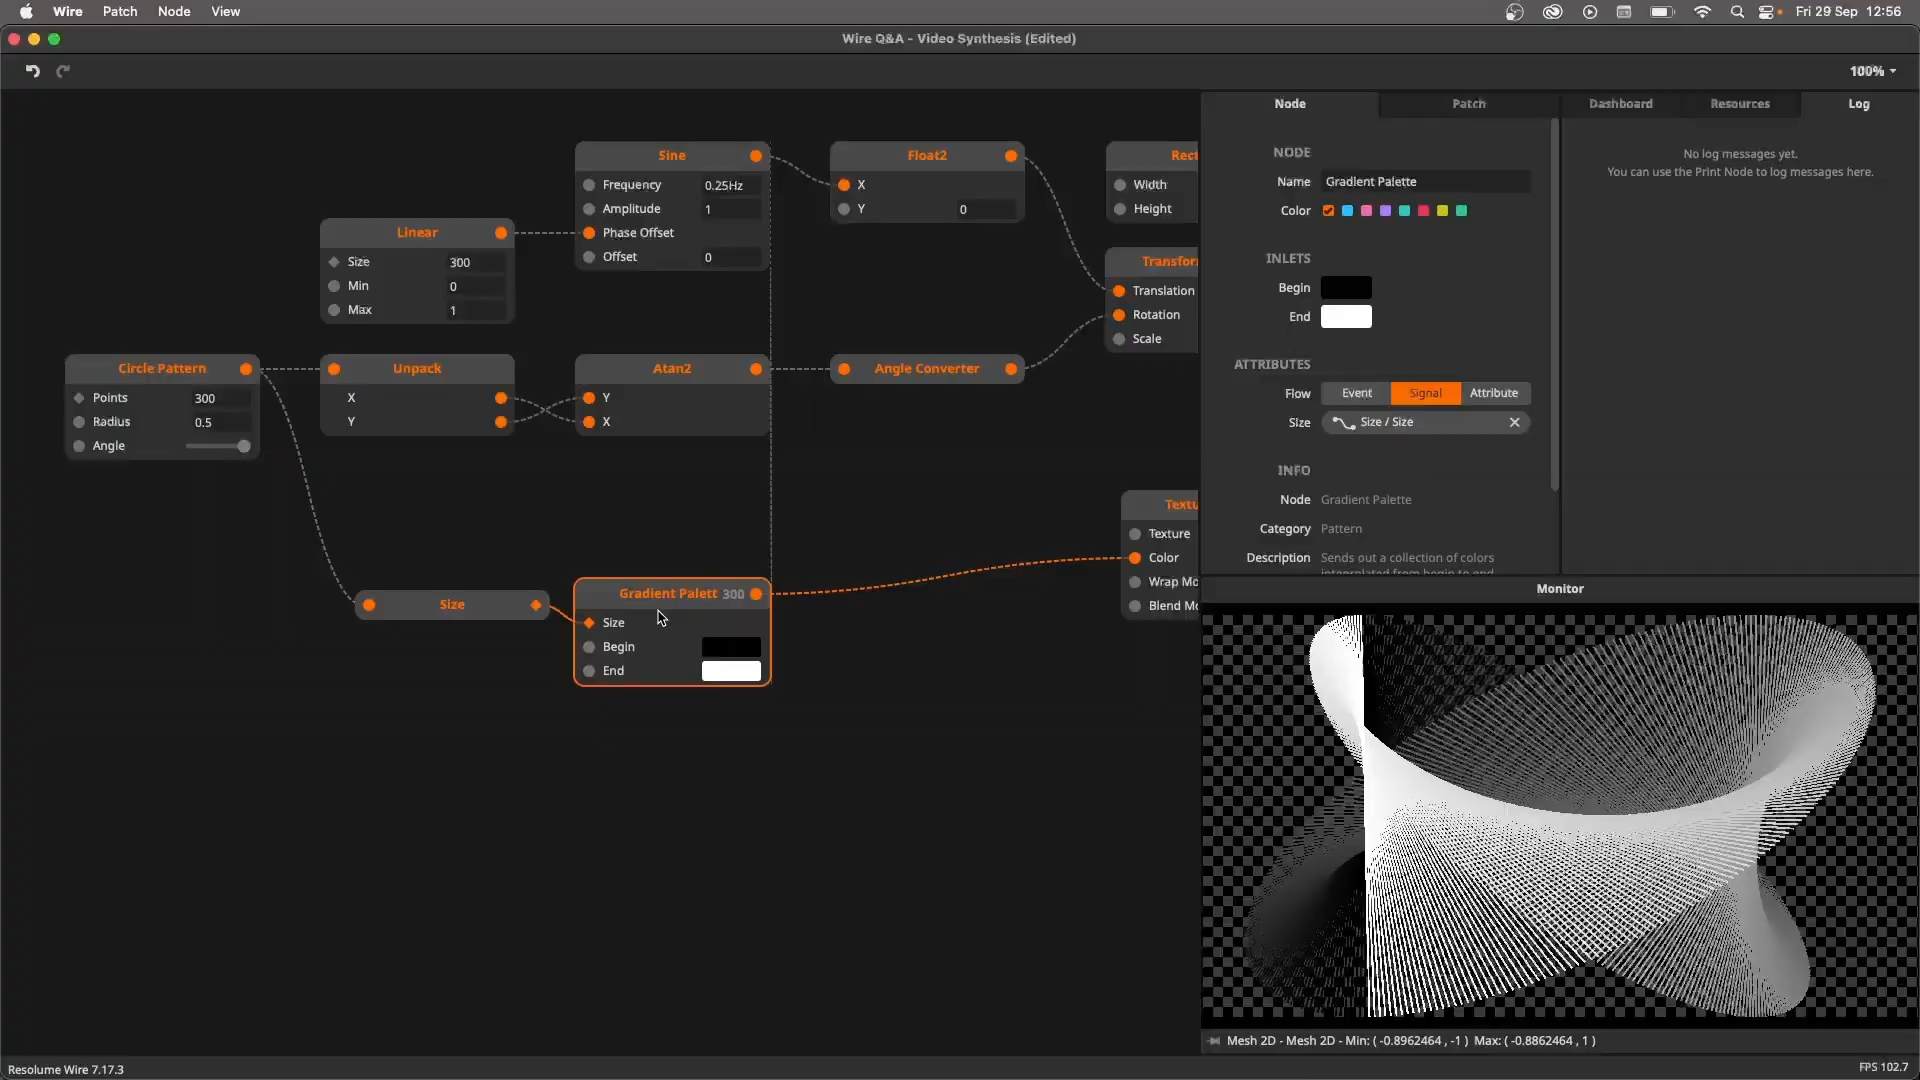 Wire Patch Node View
Fri 29 Sep 12:56
Wire Q&A - Video Synthesis (Edited)
100%
Sine
Frequency 0.25Hz
Amplitude 1
Phase Offset
Offset 0
Float2
X
Y 0
Rect
Width
Height
Linear
Size 300
Min 0
Max 1
Transfor
Translation
Rotation
Scale
Circle Pattern
Points 300
Radius 0.5
Angle
Unpack
X
Y
Atan2
Y
X
Angle Converter
Textu
Texture
Color
Wrap Mo
Blend Mo
Size
Gradient Palett 300
Size
Begin
End
Node Patch
NODE
Name Gradient Palette
Color
INLETS
Begin
End
ATTRIBUTES
Flow Event Signal Attribute
Size Size / Size
INFO
Node Gradient Palette
Category Pattern
Description Sends out a collection of colors
interpolated from begin to end
Dashboard Resources Log
No log messages yet.
You can use the Print Node to log messages here.
Monitor
Mesh 2D - Mesh 2D - Min: ( -0.8962464 , -1 ) Max: ( -0.8862464 , 1 )
Resolume Wire 7.17.3
FPS 102.7